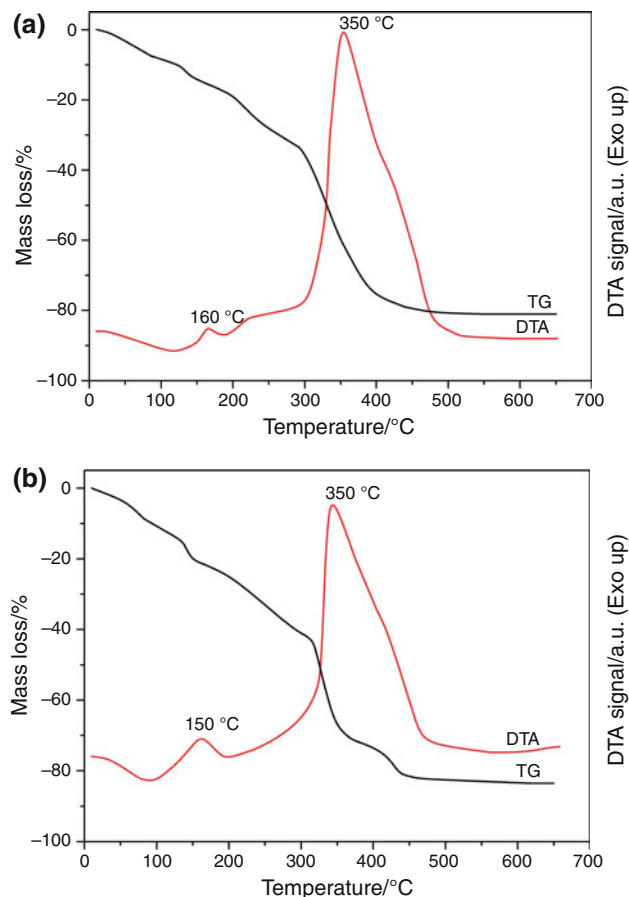 (a)
350 °C
0
−20
−40
−60
−80
−100
Mass loss/%
160 °C
TG
DTA
DTA signal/a.u. (Exo up)
0 100 200 300 400 500 600 700
Temperature/°C
(b)
350 °C
0
−20
−40
−60
−80
−100
Mass loss/%
150 °C
DTA
TG
DTA signal/a.u. (Exo up)
0 100 200 300 400 500 600 700
Temperature/°C